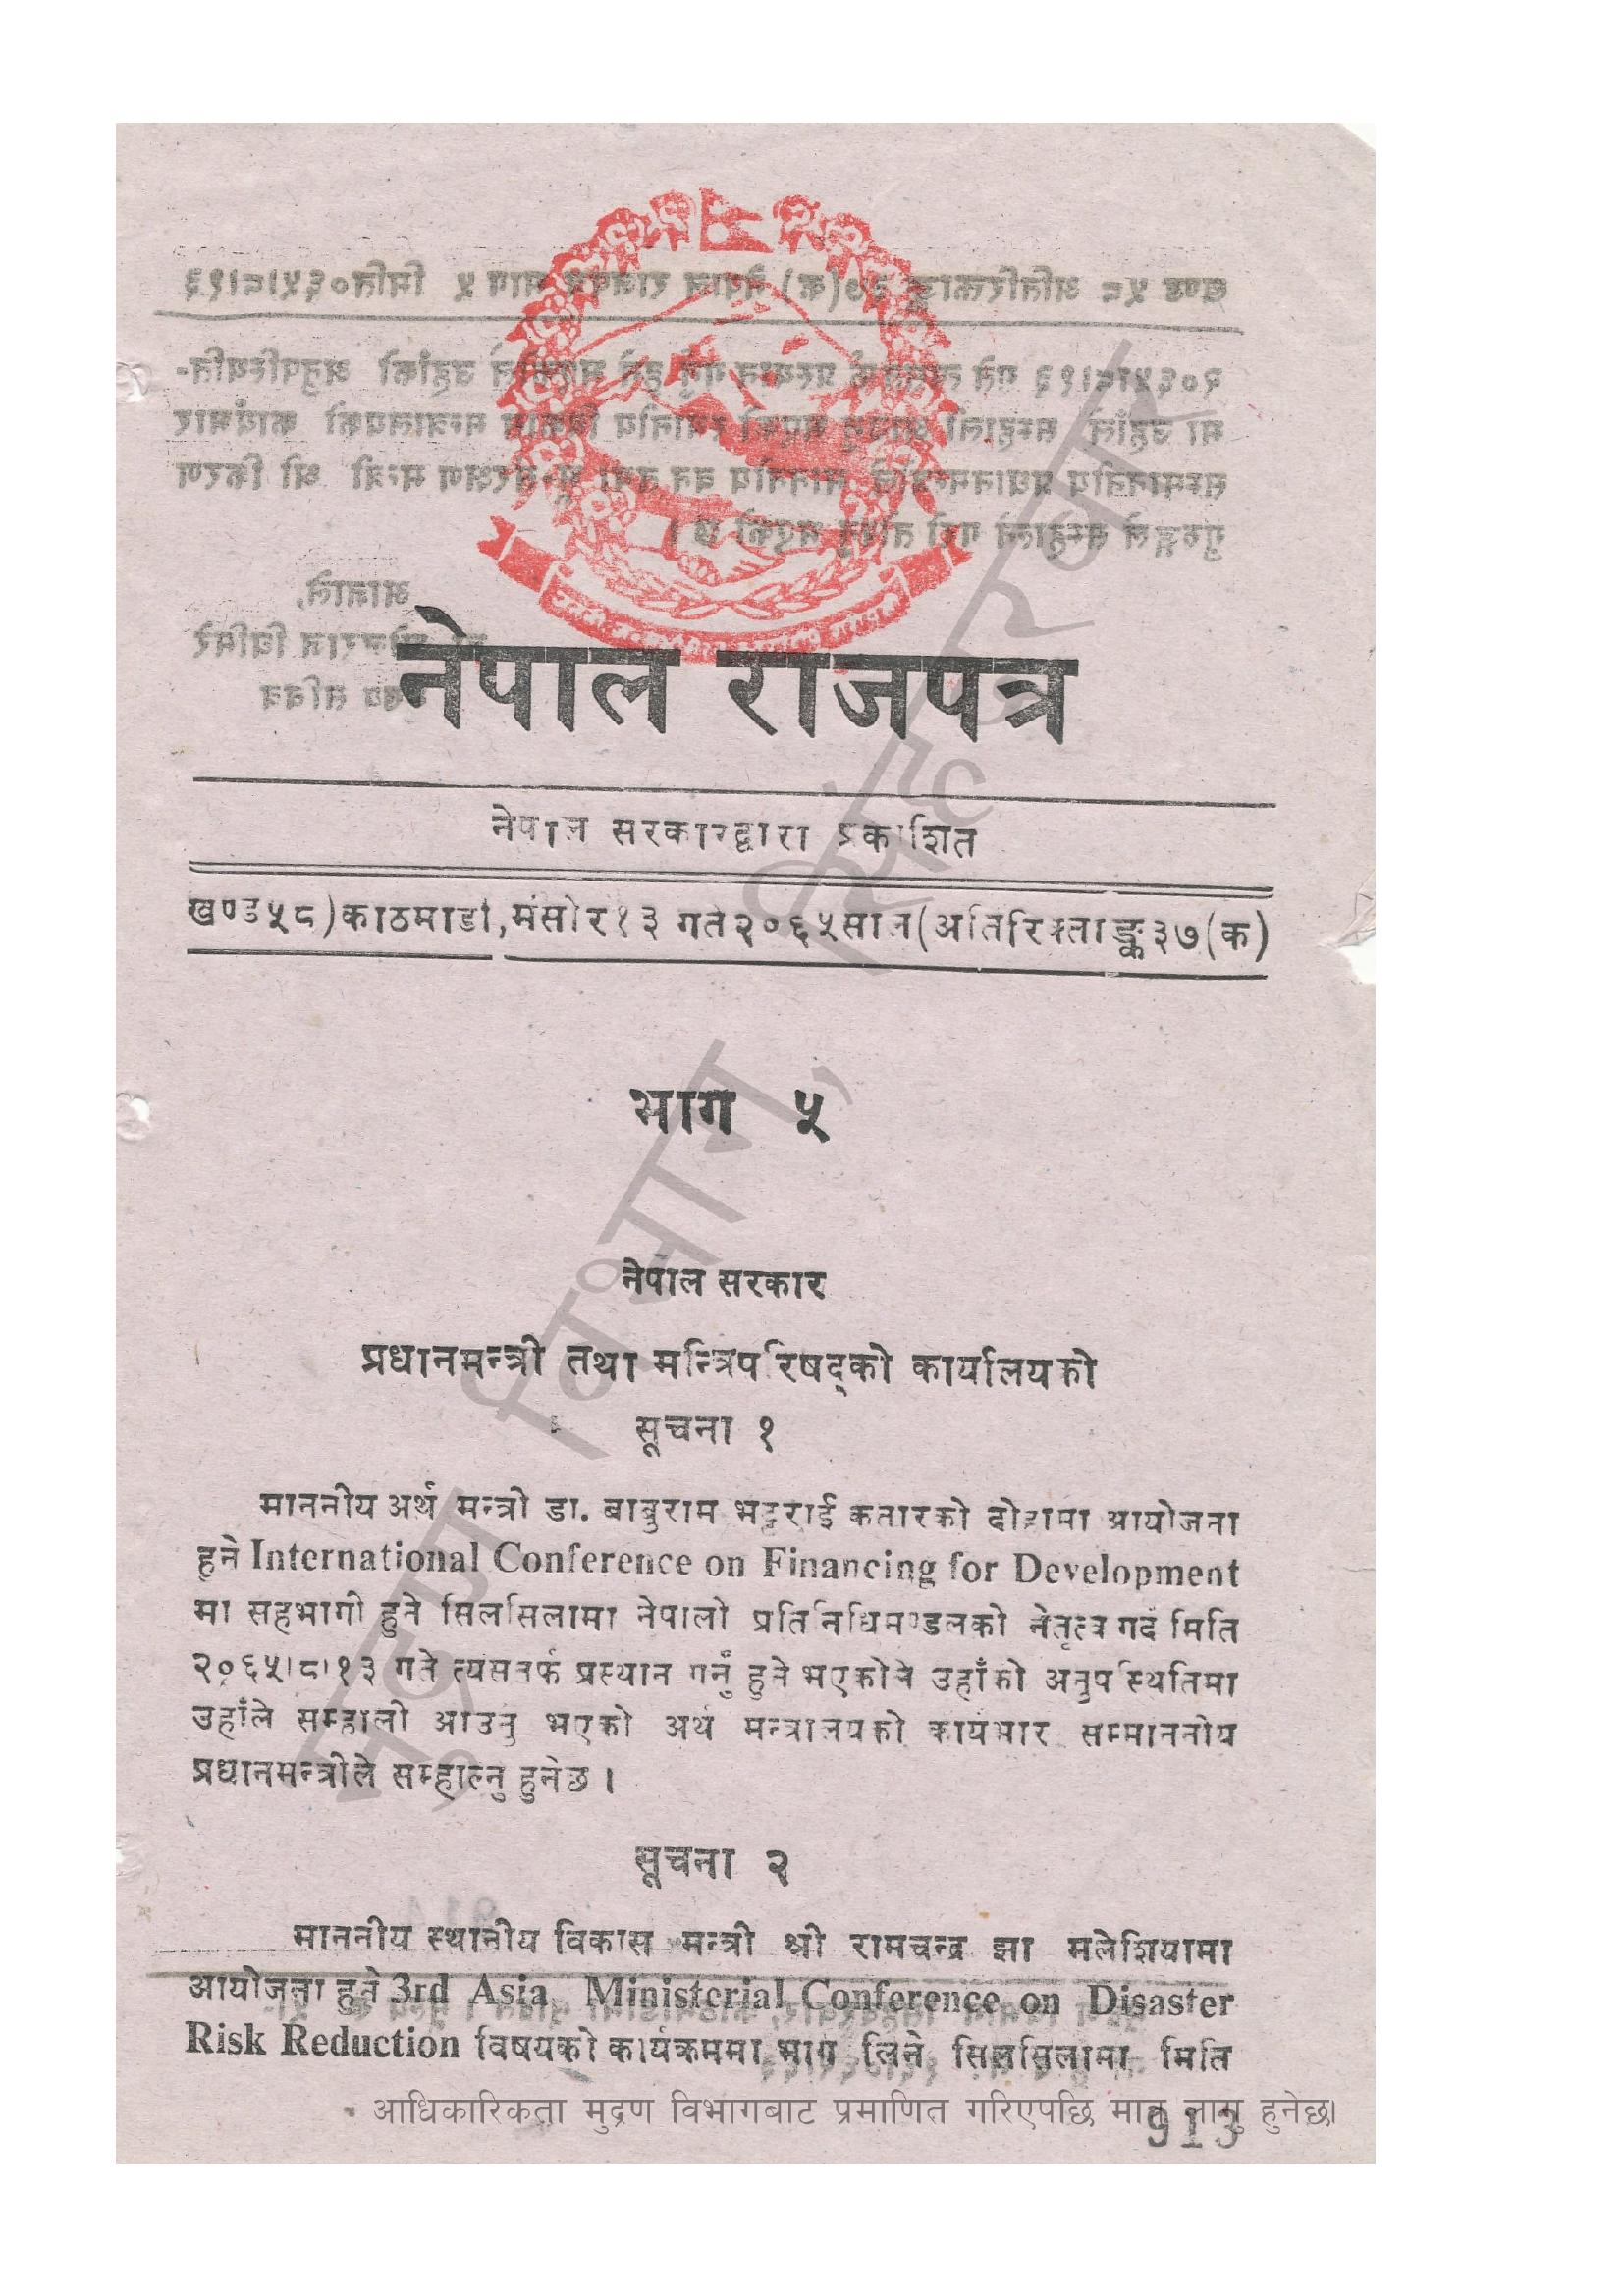 नेपाल राजपत्र
नेपाल सरकारद्वारा प्रकाशित
खण्ड ५८) काठमाडौं, मंसीर १३ गते २०६५ साल (अतिरिक्ताङ्क ३७(क)
भाग ५
नेपाल सरकार
प्रधानमन्त्री तथा मन्त्रिपरिषद्को कार्यालयको
सूचना १
माननीय अर्थ मन्त्री डा. बाबुराम भट्टराई कतारको दोहामा आयोजना
हुने International Conference on Financing for Development
मा सहभागी हुने सिलसिलामा नेपाली प्रतिनिधिमण्डलको नेतृत्व गर्दै मिति
२०६५।८।१३ गते त्यसतर्फ प्रस्थान गर्नु हुने भएकोले उहाँको अनुपस्थितिमा
उहाँले सम्हाली आउनु भएको अर्थ मन्त्रालयको कार्यभार सम्माननीय
प्रधानमन्त्रीले सम्हाल्नु हुनेछ ।
सूचना २
माननीय स्थानीय विकास मन्त्री श्री रामचन्द्र झा मलेशियामा
आयोजना हुने 3rd Asia Ministerial Conference on Disaster
Risk Reduction विषयको कार्यक्रममा भाग लिने सिलसिलामा मिति
आधिकारिकता मुद्रण विभागबाट प्रमाणित गरिएपछि मात्र लागु हुनेछ।
913
मुद्रण विभाग, सिंहदरबार